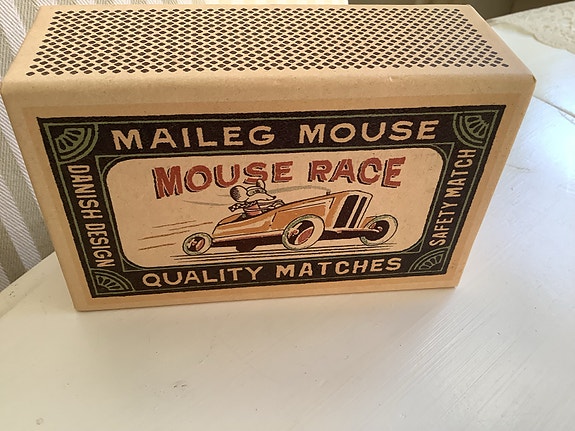 MAILEG MOUSE
MOUSE RACE
DANISH DESIGN
SAFETY MATCH
QUALITY MATCHES